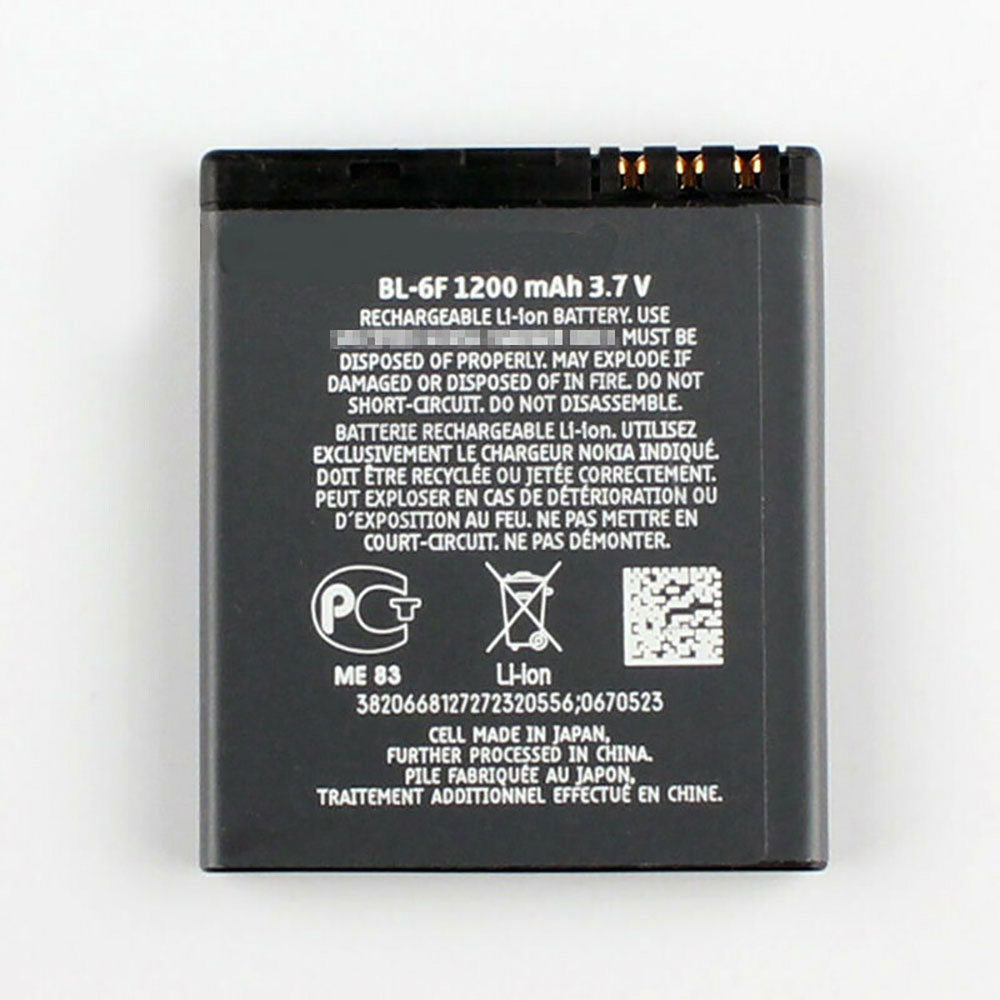 BL-6F 1200 mAh 3.7 V
RECHARGEABLE Li-Ion BATTERY. USE
MUST BE
DISPOSED OF PROPERLY. MAY EXPLODE IF
DAMAGED OR DISPOSED OF IN FIRE. DO NOT
SHORT-CIRCUIT. DO NOT DISASSEMBLE.
BATTERIE RECHARGEABLE Li-Ion. UTILISEZ
EXCLUSIVEMENT LE CHARGEUR NOKIA INDIQUÉ.
DOIT ÊTRE RECYCLÉE OU JETÉE CORRECTEMENT.
PEUT EXPLOSER EN CAS DE DÉTÉRIORATION OU
D'EXPOSITION AU FEU. NE PAS METTRE EN
COURT-CIRCUIT. NE PAS DÉMONTER.
PCT
ME 83
Li-Ion
3820668127272320556;0670523
CELL MADE IN JAPAN,
FURTHER PROCESSED IN CHINA.
PILE FABRIQUÉE AU JAPON,
TRAITEMENT ADDITIONNEL EFFECTUÉ EN CHINE.